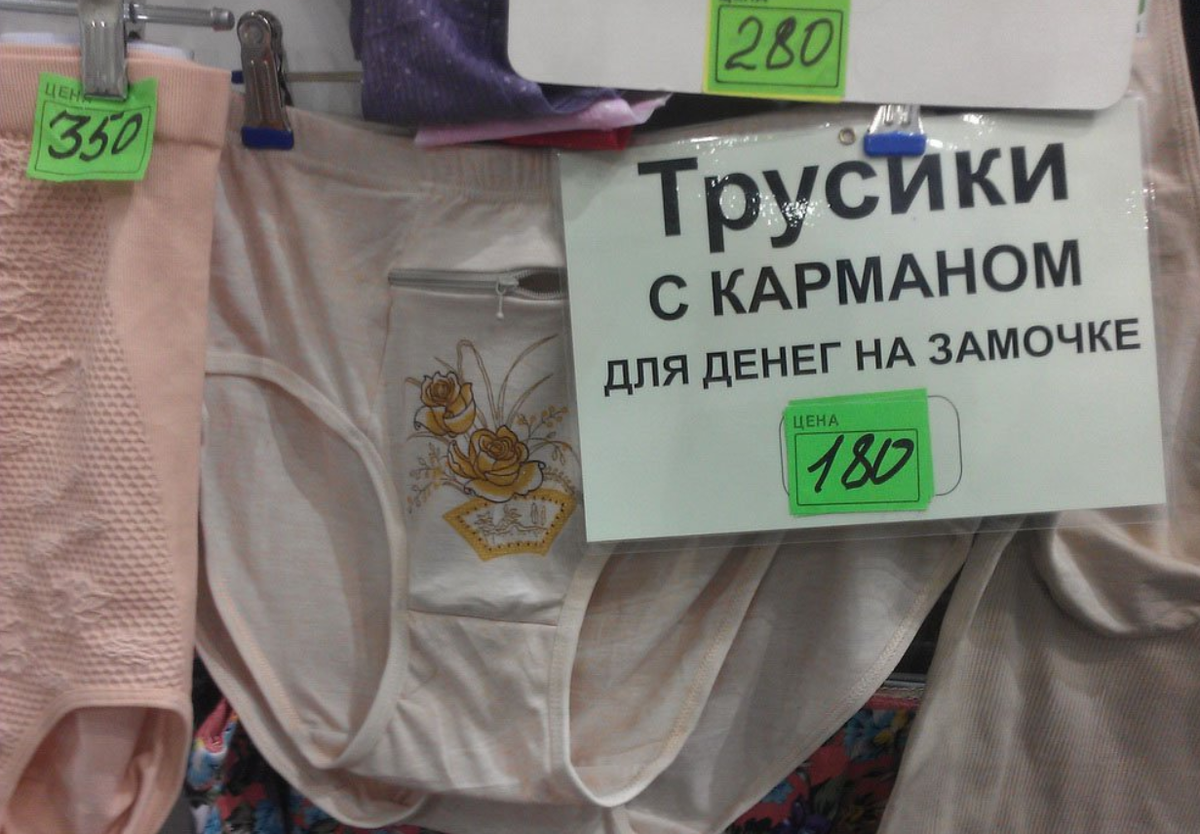 ЦЕНА
280
ЦЕНА
350
Трусики
С КАРМАНОМ
ДЛЯ ДЕНЕГ НА ЗАМОЧКЕ
ЦЕНА
180